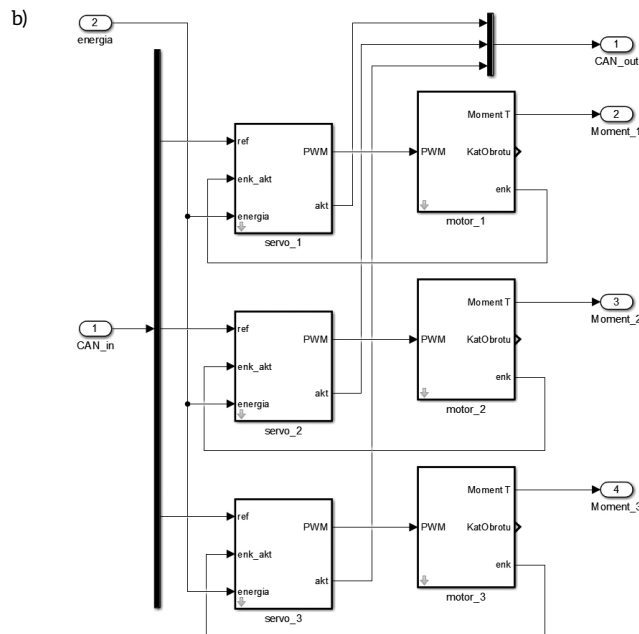 b)
2
energia
1
CAN_out
ref
enk_akt
energia
PWM
akt
servo_1
PWM
Moment T
KatObrotu
enk
motor_1
2
Moment_1
1
CAN_in
ref
enk_akt
energia
PWM
akt
servo_2
PWM
Moment T
KatObrotu
enk
motor_2
3
Moment_2
ref
enk_akt
energia
PWM
akt
servo_3
PWM
Moment T
KatObrotu
enk
motor_3
4
Moment_3